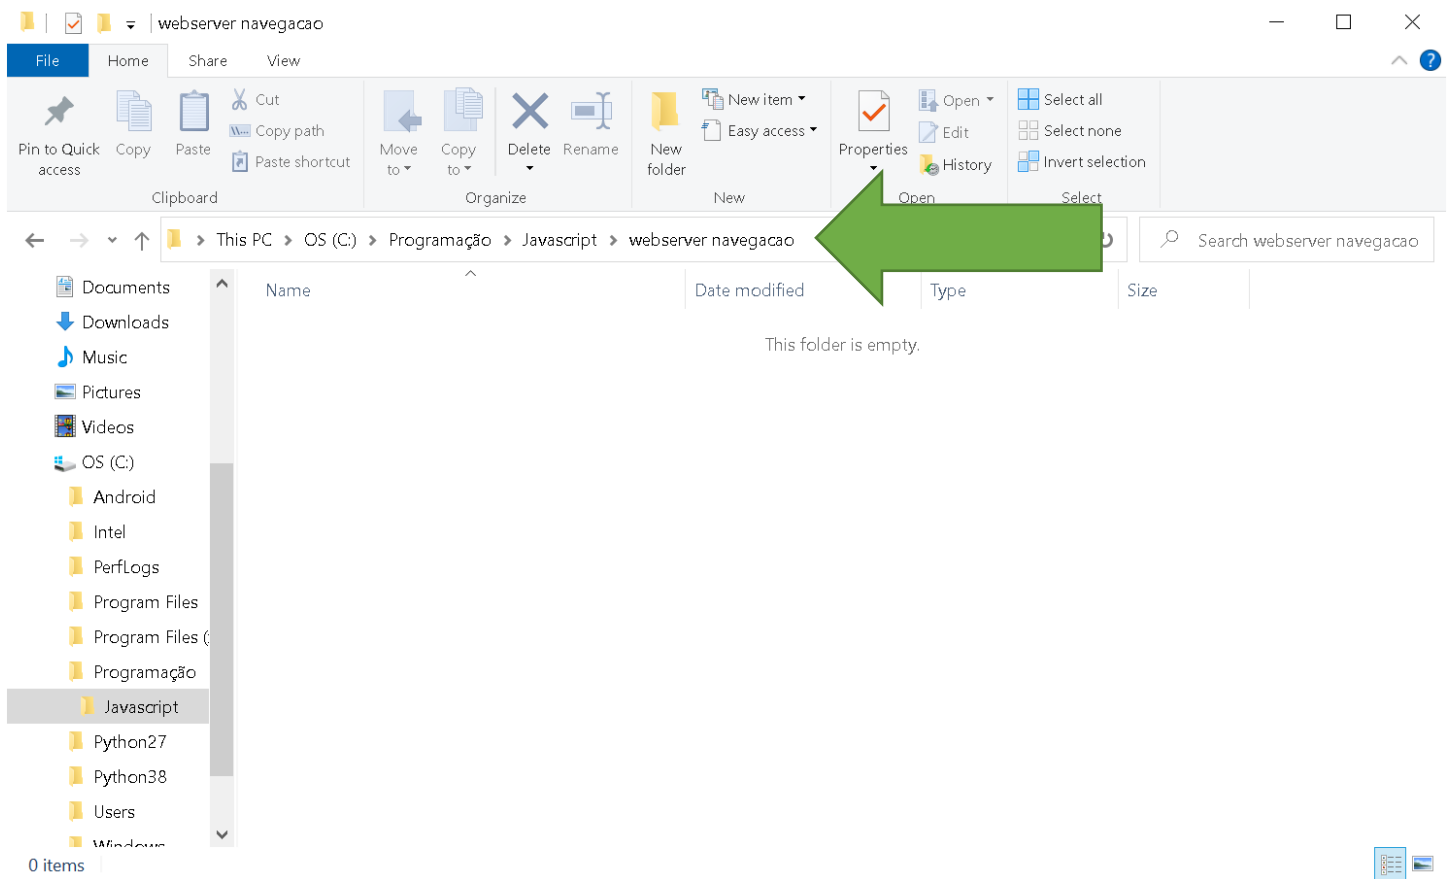 webserver navegacao
File Home Share View
Pin to Quick access
Copy
Paste
Cut
Copy path
Paste shortcut
Clipboard
Move to
Copy to
Delete
Rename
Organize
New folder
New item
Easy access
New
Properties
Open
Edit
History
Open
Select all
Select none
Invert selection
Select
This PC > OS (C:) > Programação > Javascript > webserver navegacao
Search webserver navegacao
Name Date modified Type Size
This folder is empty.
Documents
Downloads
Music
Pictures
Videos
OS (C:)
Android
Intel
PerfLogs
Program Files
Program Files (
Programação
Javascript
Python27
Python38
Users
Windows
0 items